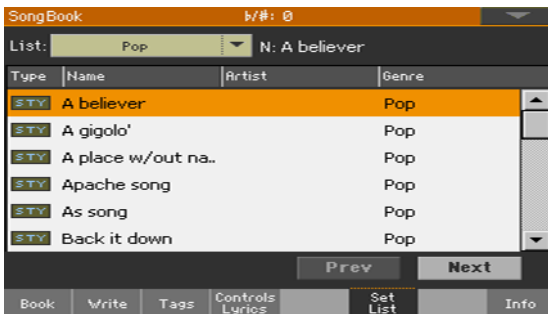 SongBook ♭/#: 0
List: Pop N: A believer
Type Name Artist Genre
STY A believer Pop
STY A gigolo' Pop
STY A place w/out na.. Pop
STY Apache song Pop
STY As song Pop
STY Back it down Pop
Prev Next
Book Write Tags Controls Lyrics Set List Info